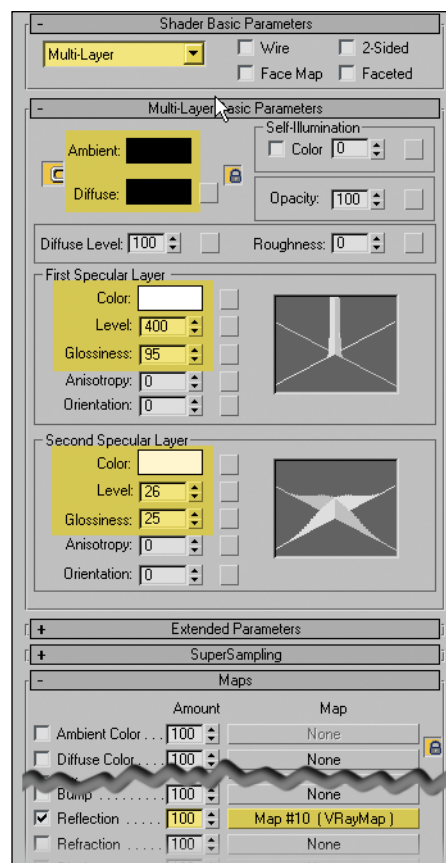 - Shader Basic Parameters
Multi-Layer Wire 2-Sided
Face Map Faceted
- Multi-Layer Basic Parameters
Self-Illumination
Ambient: Color 0
Diffuse: Opacity: 100
Diffuse Level: 100 Roughness: 0
First Specular Layer
Color:
Level: 400
Glossiness: 95
Anisotropy: 0
Orientation: 0
Second Specular Layer
Color:
Level: 26
Glossiness: 25
Anisotropy: 0
Orientation: 0
+ Extended Parameters
+ SuperSampling
- Maps
Amount Map
Ambient Color . . . 100 None
Diffuse Color . . . 100 None
Bump . . . . . . . . . 100 None
Reflection . . . . . . 100 Map #10 ( VRayMap )
Refraction . . . . . . 100 None